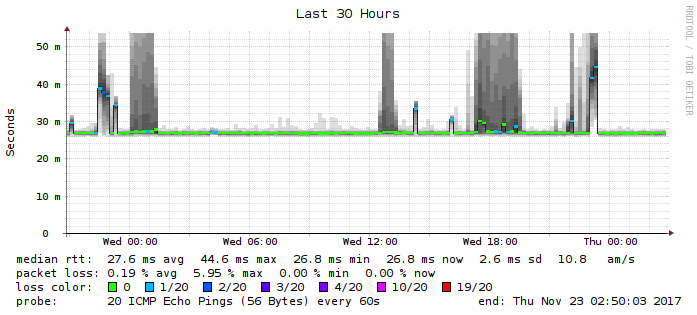 Last 30 Hours
RRDTOOL / TOBI OETIKER
Seconds
50 m
40 m
30 m
20 m
10 m
0
Wed 00:00 Wed 06:00 Wed 12:00 Wed 18:00 Thu 00:00
median rtt: 27.6 ms avg 44.6 ms max 26.8 ms min 26.8 ms now 2.6 ms sd 10.8 am/s
packet loss: 0.19 % avg 5.95 % max 0.00 % min 0.00 % now
loss color: 0 1/20 2/20 3/20 4/20 10/20 19/20
probe: 20 ICMP Echo Pings (56 Bytes) every 60s end: Thu Nov 23 02:50:03 2017